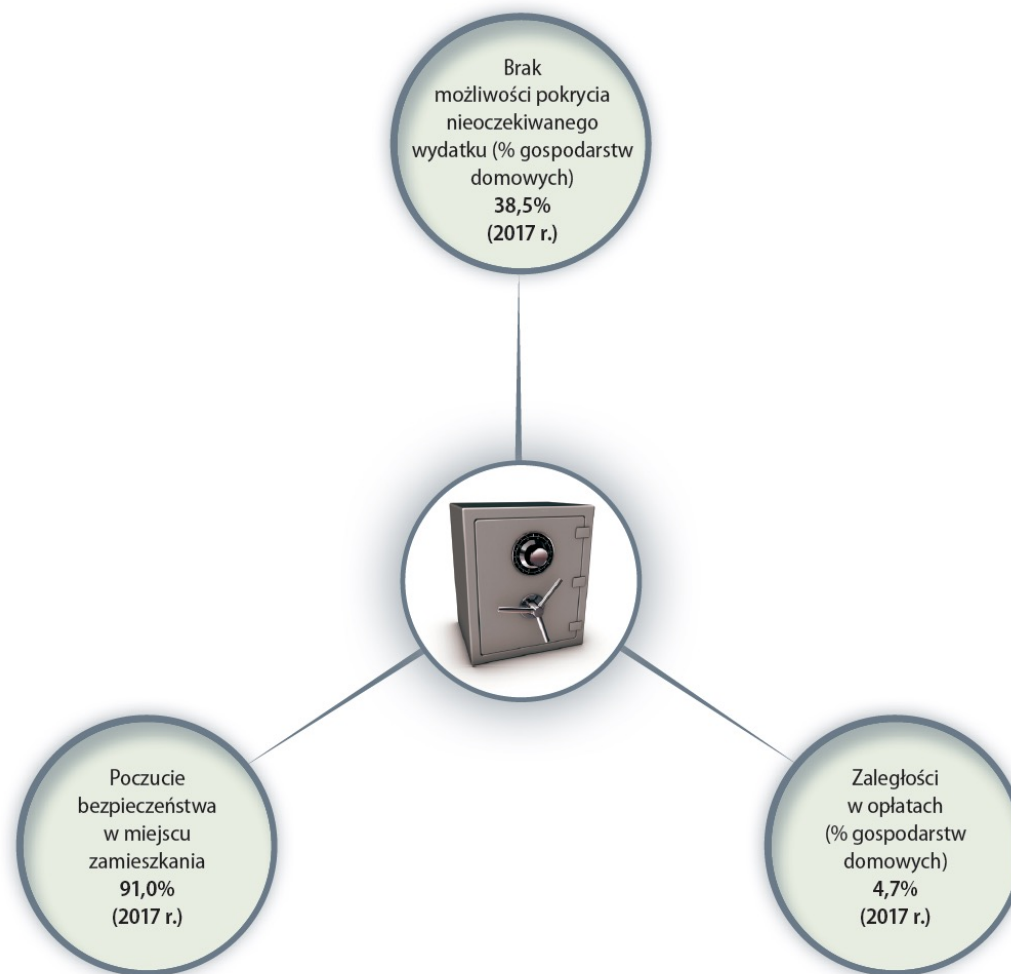 Brak
możliwości pokrycia
nieoczekiwanego
wydatku (% gospodarstw
domowych)
38,5%
(2017 r.)
Poczucie
bezpieczeństwa
w miejscu
zamieszkania
91,0%
(2017 r.)
Zaległości
w opłatach
(% gospodarstw
domowych)
4,7%
(2017 r.)